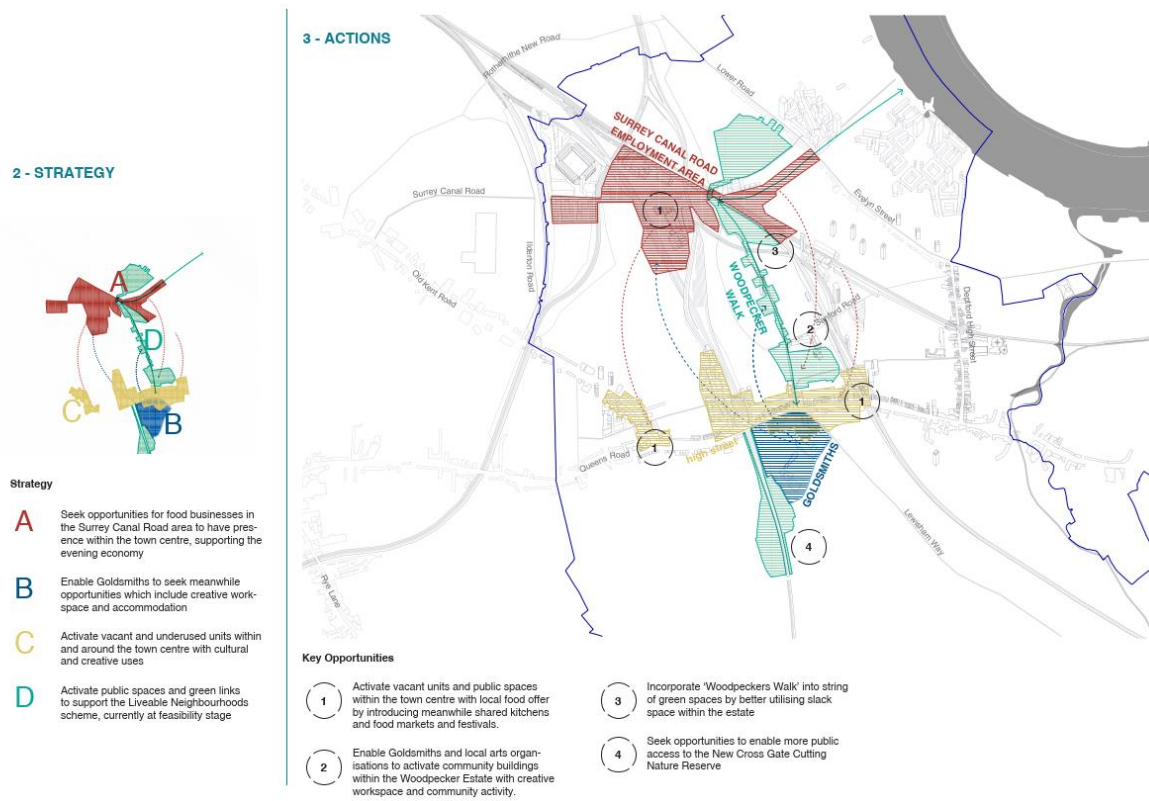 2 - STRATEGY
A
D
C
B
Strategy
A
Seek opportunities for food businesses in
the Surrey Canal Road area to have pres-
ence within the town centre, supporting the
evening economy
B
Enable Goldsmiths to seek meanwhile
opportunities which include creative work-
space and accommodation
C
Activate vacant and underused units within
and around the town centre with cultural
and creative uses
D
Activate public spaces and green links
to support the Liveable Neighbourhoods
scheme, currently at feasibility stage
3 - ACTIONS
Rotherhithe New Road
Lower Road
SURREY CANAL ROAD
EMPLOYMENT AREA
Surrey Canal Road
1
Evelyn Street
Ilderton Road
3
Old Kent Road
WOODPECKER
WALK
2
Sanford Road
Deptford High Street
1
1
Queens Road
high street
GOLDSMITHS
Lewisham Way
4
Rye Lane
Key Opportunities
1
Activate vacant units and public spaces
within the town centre with local food offer
by introducing meanwhile shared kitchens
and food markets and festivals.
2
Enable Goldsmiths and local arts organ-
isations to activate community buildings
within the Woodpecker Estate with creative
workspace and community activity.
3
Incorporate ‘Woodpeckers Walk’ into string
of green spaces by better utilising slack
space within the estate
4
Seek opportunities to enable more public
access to the New Cross Gate Cutting
Nature Reserve